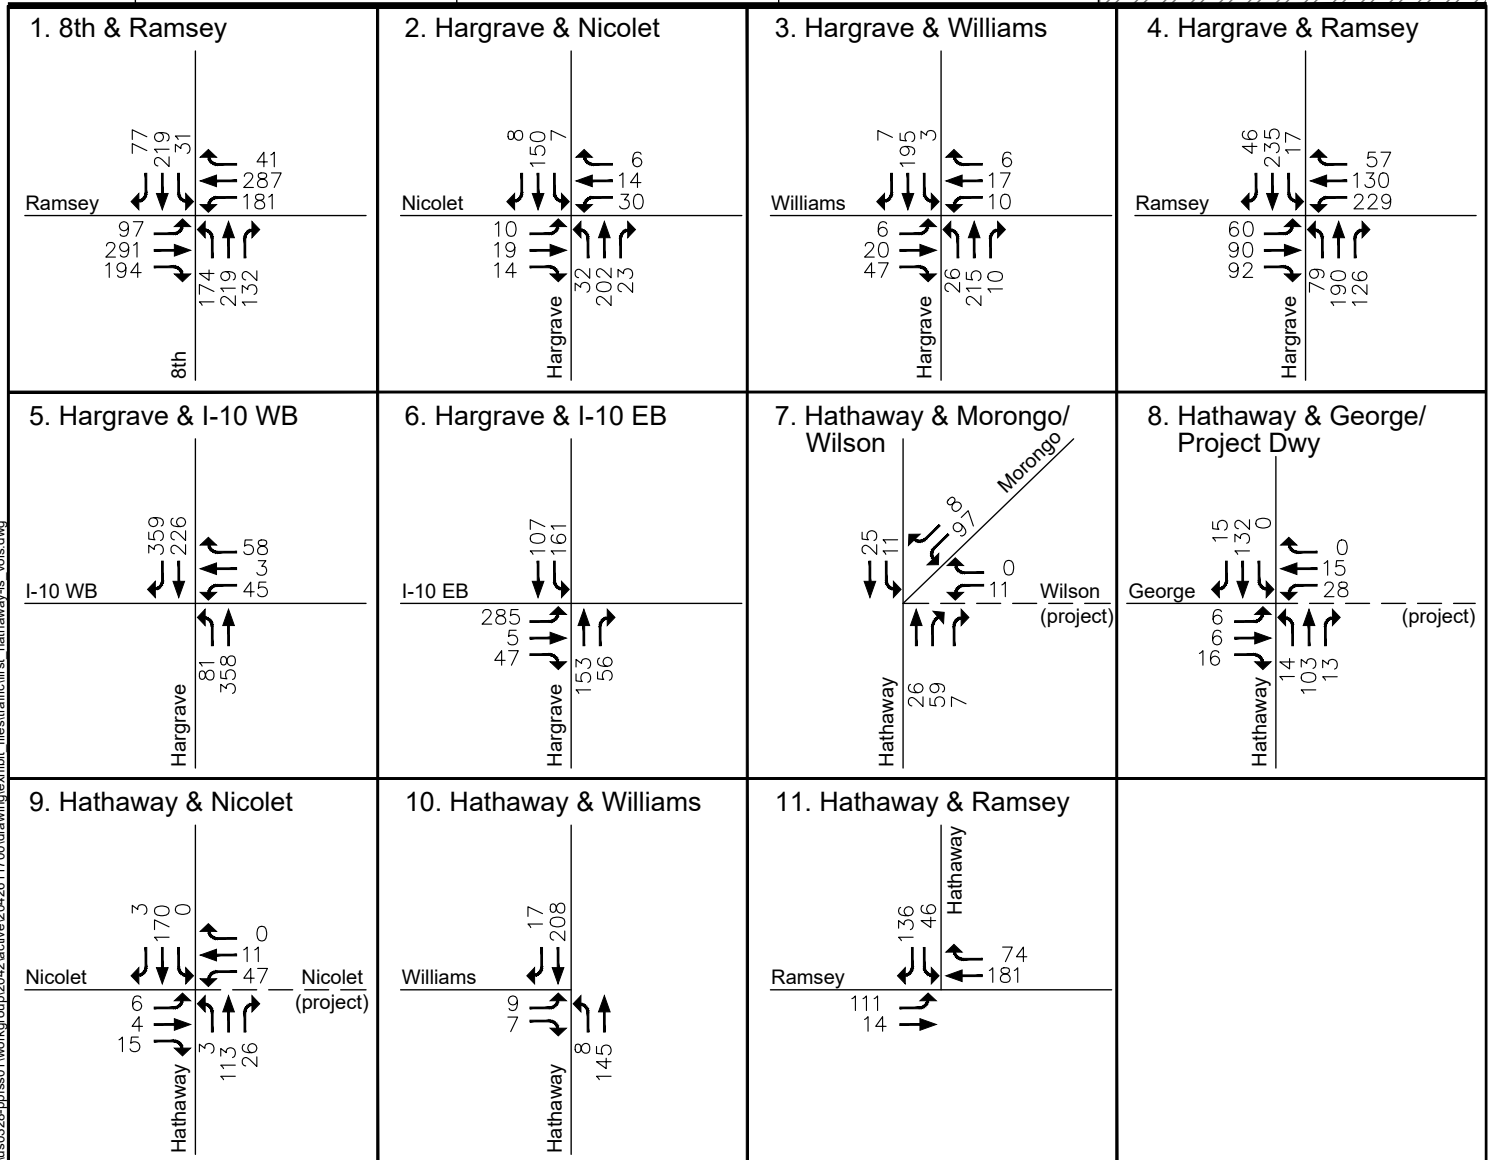 1. 8th & Ramsey
77
219
31
41
287
181
Ramsey
97
291
194
174
219
132
8th
2. Hargrave & Nicolet
8
150
7
6
14
30
Nicolet
10
19
14
32
202
23
Hargrave
3. Hargrave & Williams
7
195
3
6
17
10
Williams
6
20
47
26
215
10
Hargrave
4. Hargrave & Ramsey
46
235
17
57
130
229
Ramsey
60
90
92
79
190
126
Hargrave
5. Hargrave & I-10 WB
359
226
58
3
45
I-10 WB
81
358
Hargrave
6. Hargrave & I-10 EB
107
161
I-10 EB
285
5
47
153
56
Hargrave
7. Hathaway & Morongo/
Wilson
Morongo
8
97
25
11
0
11
Wilson
(project)
26
59
7
Hathaway
8. Hathaway & George/
Project Dwy
15
132
0
0
15
28
George
(project)
6
6
16
14
103
13
Hathaway
9. Hathaway & Nicolet
3
170
0
0
11
47
Nicolet
Nicolet
(project)
6
4
15
3
113
26
Hathaway
10. Hathaway & Williams
17
208
Williams
9
7
8
145
Hathaway
11. Hathaway & Ramsey
Hathaway
136
46
74
181
Ramsey
111
14